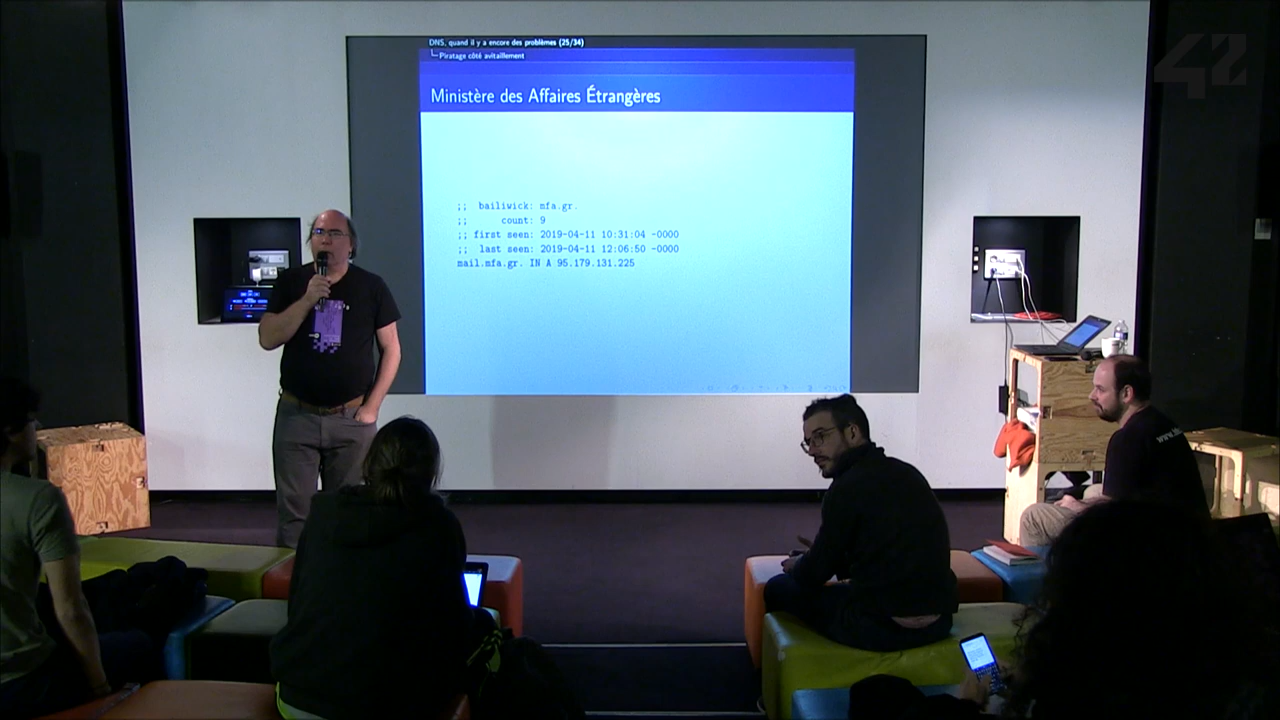 42
DNS, quand il y a encore des problèmes (25/34)
Piratage côté avitaillement
Ministère des Affaires Étrangères
;; bailiwick: mfa.gr.
;; count: 9
;; first seen: 2019-04-11 10:31:04 -0000
;; last seen: 2019-04-11 12:06:50 -0000
mail.mfa.gr. IN A 95.179.131.225